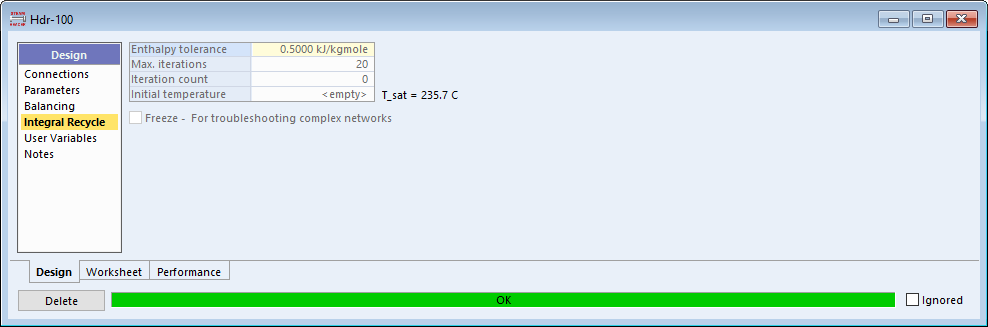 Hdr-100
Design
Connections
Parameters
Balancing
Integral Recycle
User Variables
Notes
Enthalpy tolerance 0.5000 kJ/kgmole
Max. iterations 20
Iteration count 0
Initial temperature <empty> T_sat = 235.7 C
Freeze - For troubleshooting complex networks
Design Worksheet Performance
Delete OK Ignored